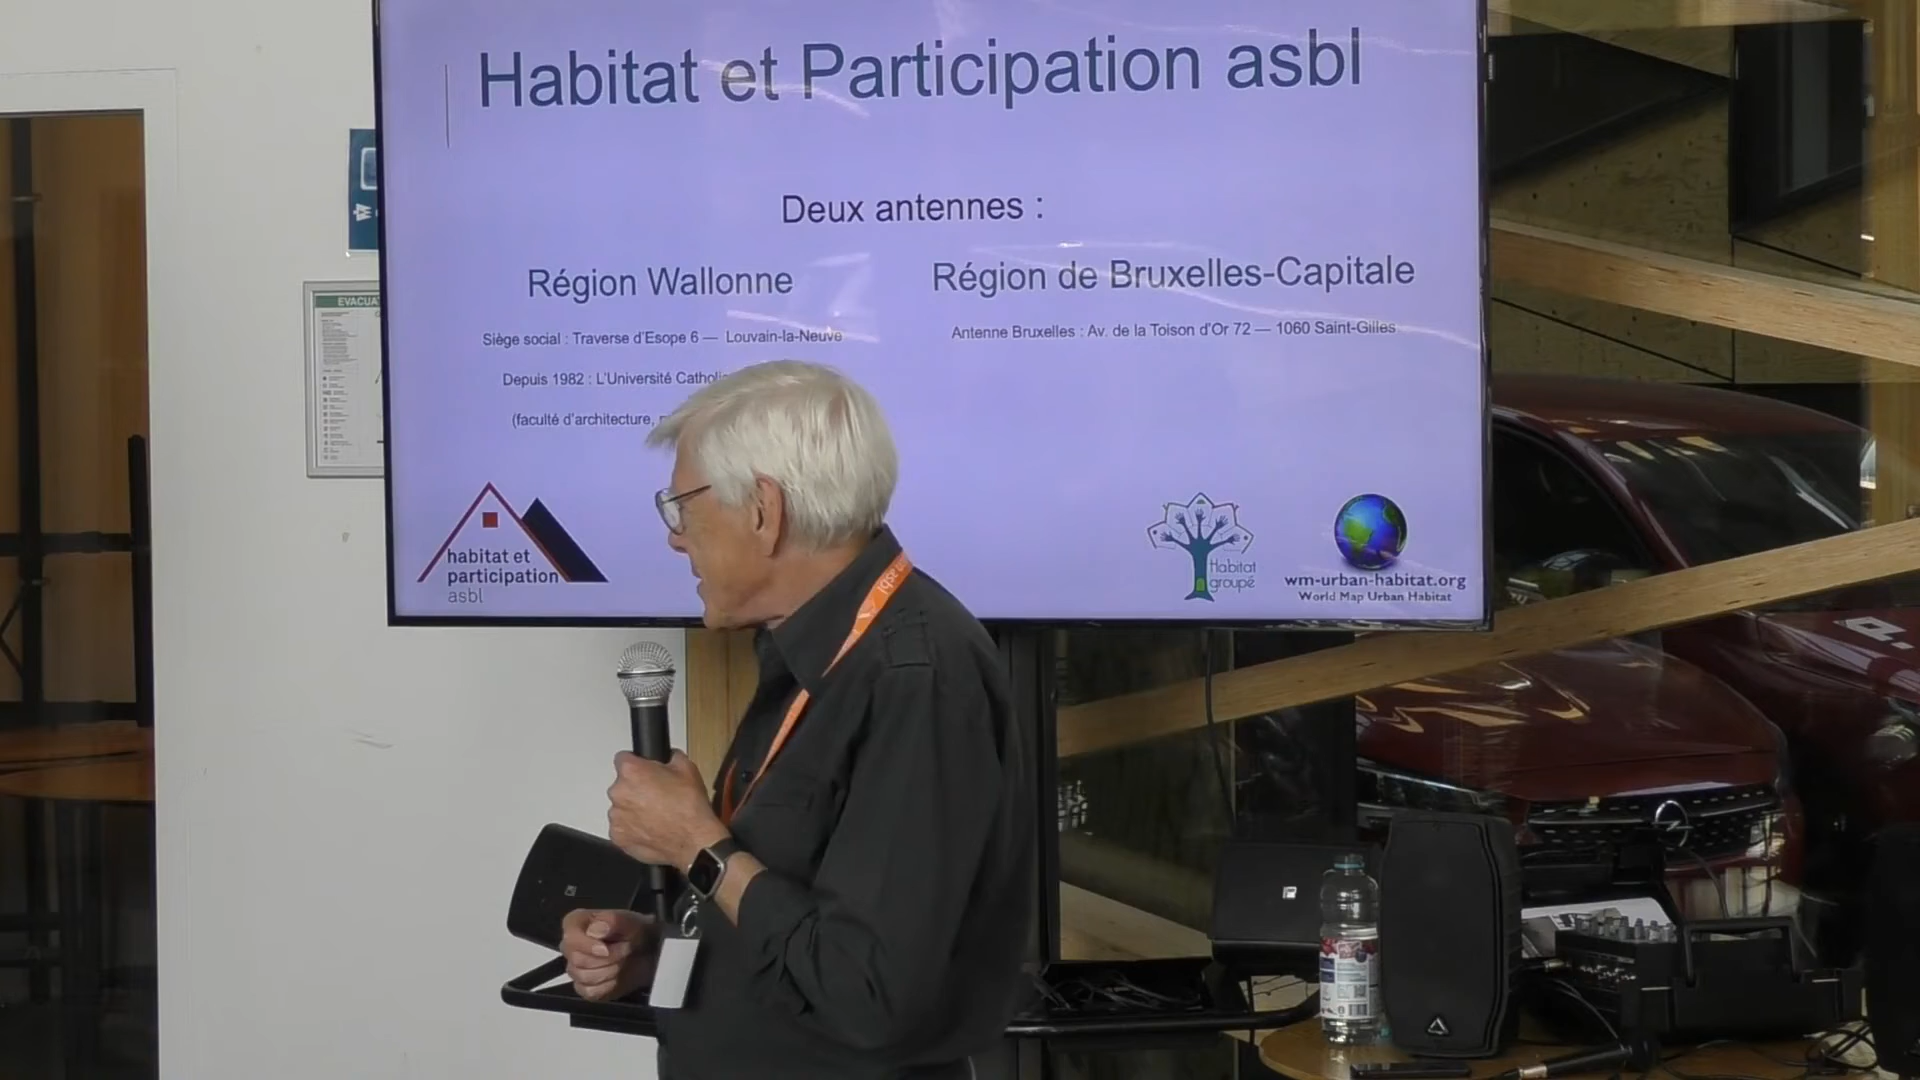 Habitat et Participation asbl
Deux antennes :
Région Wallonne
Région de Bruxelles-Capitale
Siège social : Traverse d'Esope 6 — Louvain-la-Neuve
Antenne Bruxelles : Av. de la Toison d'Or 72 — 1060 Saint-Gilles
Depuis 1982 : L'Université
(faculté d'architecture,
habitat et
participation
asbl
Habitat
groupé
wm-urban-habitat.org
World Map Urban Habitat